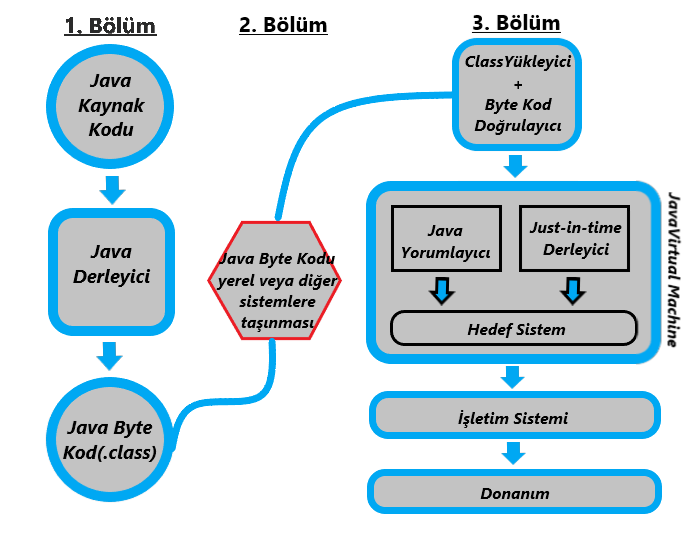 1. Bölüm
Java
Kaynak
Kodu
Java
Derleyici
Java Byte
Kod(.class)
2. Bölüm
Java Byte Kodu
yerel veya diğer
sistemlere
taşınması
3. Bölüm
ClassYükleyici
+
Byte Kod
Doğrulayıcı
JavaVirtual Machine
Java
Yorumlayıcı
Just-in-time
Derleyici
Hedef Sistem
İşletim Sistemi
Donanım